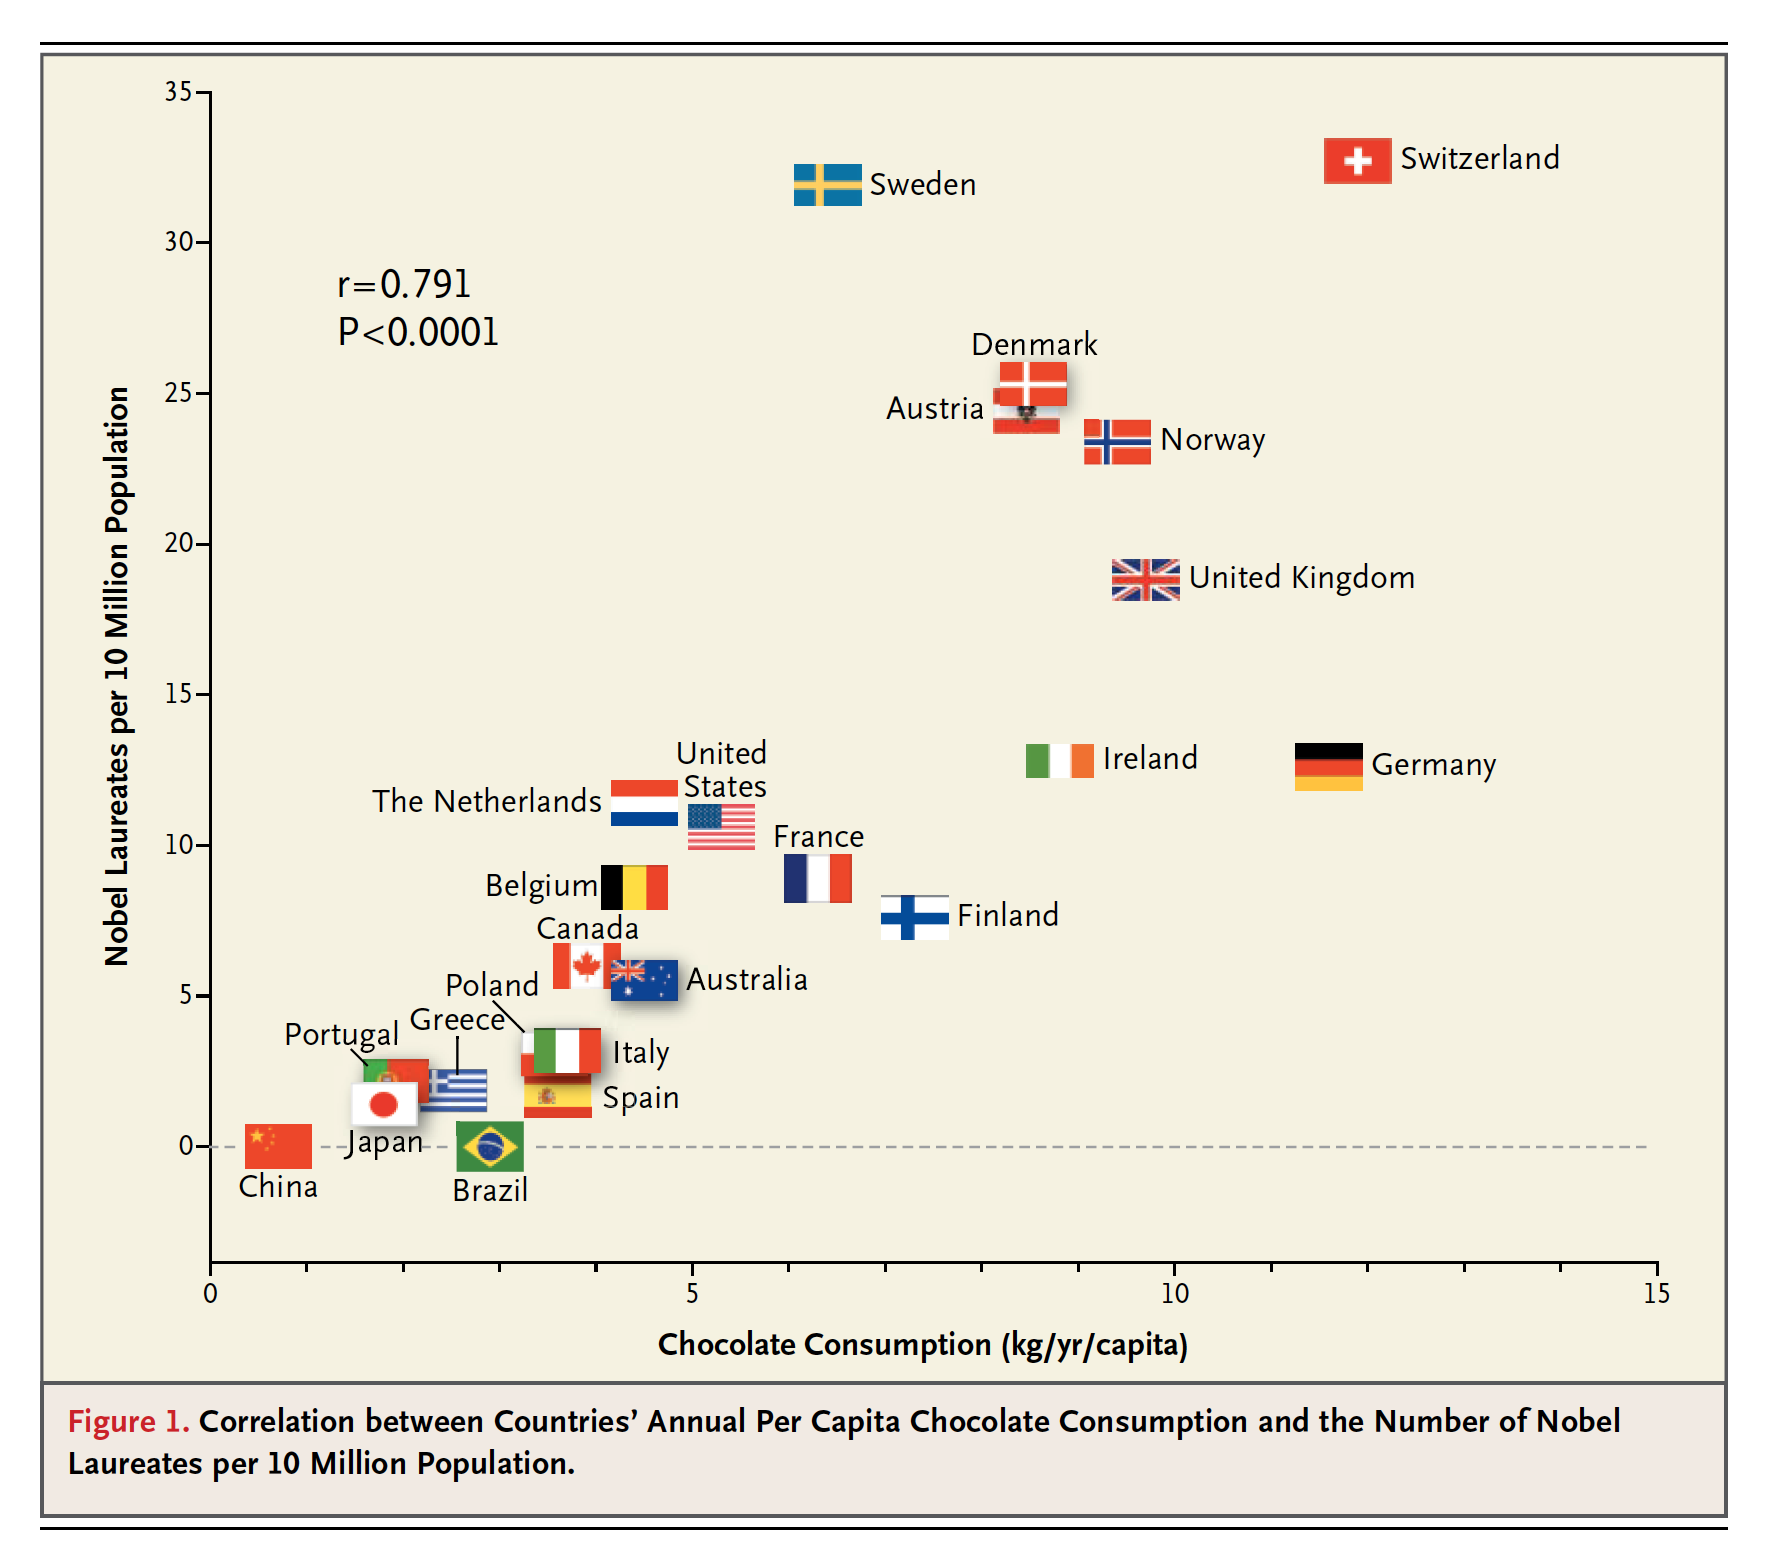 35
Switzerland
Sweden
30
r=0.791
P<0.0001
Denmark
25
Austria
Norway
20
United Kingdom
15
United
States
Ireland
Germany
The Netherlands
10
France
Belgium
Finland
Canada
Australia
5
Poland
Greece
Portugal
Italy
Spain
0
Japan
China
Brazil
Nobel Laureates per 10 Million Population
0
5
10
15
Chocolate Consumption (kg/yr/capita)
Figure 1. Correlation between Countries’ Annual Per Capita Chocolate Consumption and the Number of Nobel
Laureates per 10 Million Population.